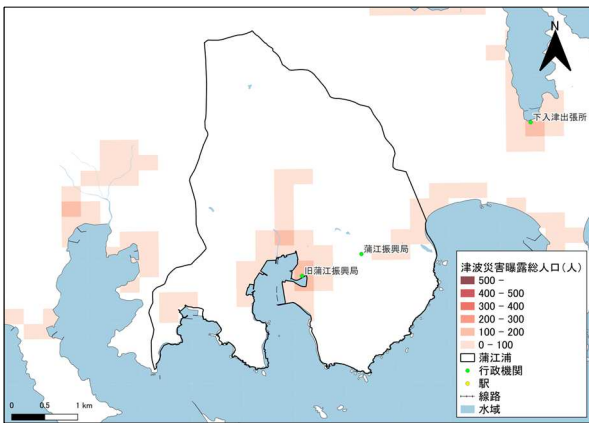 N
下入津出張所
蒲江振興局
旧蒲江振興局
津波災害曝露総人口(人)
500 -
400 - 500
300 - 400
200 - 300
100 - 200
0 - 100
蒲江浦
行政機関
駅
線路
水域
0 0.5 1 km